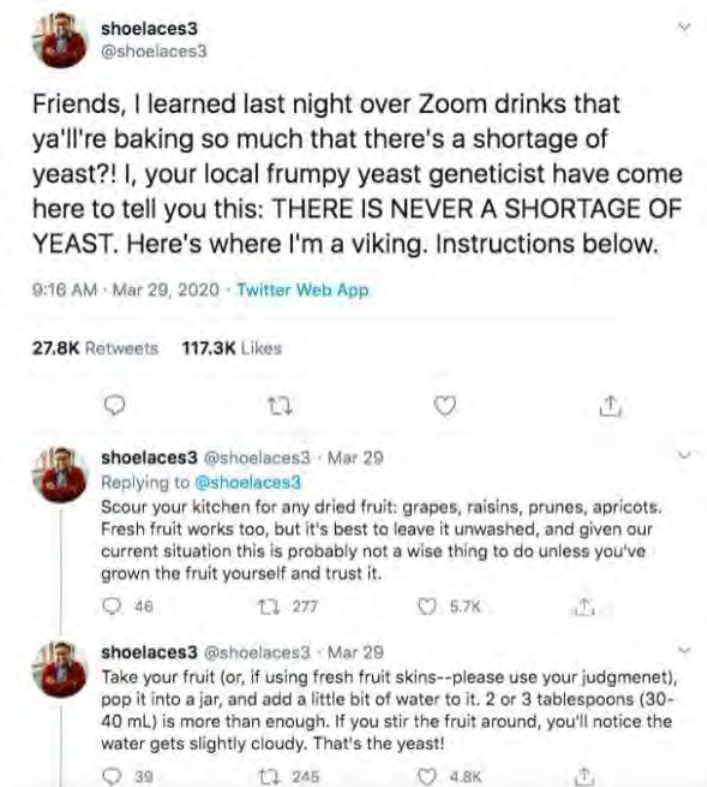 shoelaces3
@shoelaces3
Friends, I learned last night over Zoom drinks that
ya'll're baking so much that there's a shortage of
yeast?! I, your local frumpy yeast geneticist have come
here to tell you this: THERE IS NEVER A SHORTAGE OF
YEAST. Here's where I'm a viking. Instructions below.
9:16 AM · Mar 29, 2020 · Twitter Web App
27.8K Retweets 117.3K Likes
shoelaces3 @shoelaces3 · Mar 29
Replying to @shoelaces3
Scour your kitchen for any dried fruit: grapes, raisins, prunes, apricots.
Fresh fruit works too, but it's best to leave it unwashed, and given our
current situation this is probably not a wise thing to do unless you've
grown the fruit yourself and trust it.
46 277 5.7K
shoelaces3 @shoelaces3 · Mar 29
Take your fruit (or, if using fresh fruit skins--please use your judgmenet),
pop it into a jar, and add a little bit of water to it. 2 or 3 tablespoons (30-
40 mL) is more than enough. If you stir the fruit around, you'll notice the
water gets slightly cloudy. That's the yeast!
39 245 4.8K